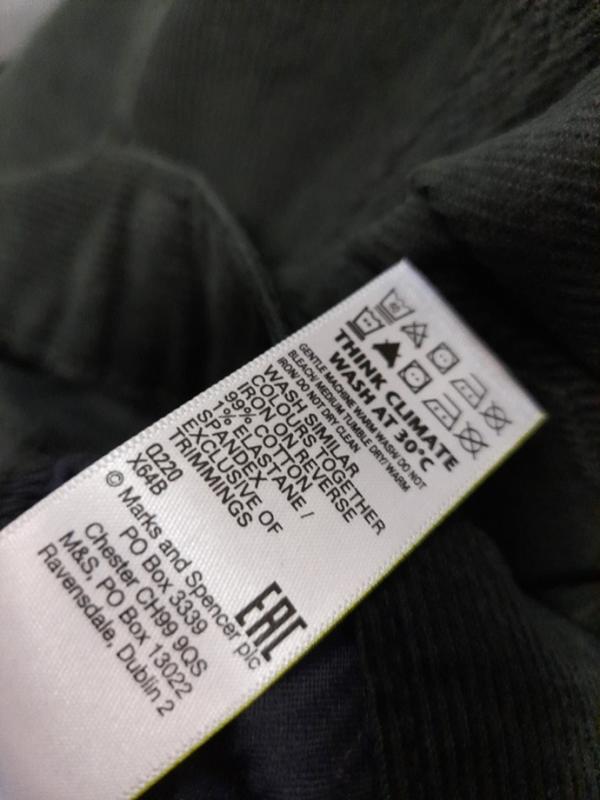 THINK CLIMATE
WASH AT 30°C
GENTLE MACHINE WARM WASH/ DO NOT
BLEACH/ MEDIUM TUMBLE DRY/ WARM
IRON/ DO NOT DRY CLEAN
WASH SIMILAR
COLOURS TOGETHER
IRON ON REVERSE
99% COTTON
1% ELASTANE /
SPANDEX
EXCLUSIVE OF
TRIMMINGS
0220
X64B
EAC
© Marks and Spencer plc
PO Box 3339
Chester CH99 9QS
M&S, PO Box 13022
Ravensdale, Dublin 2